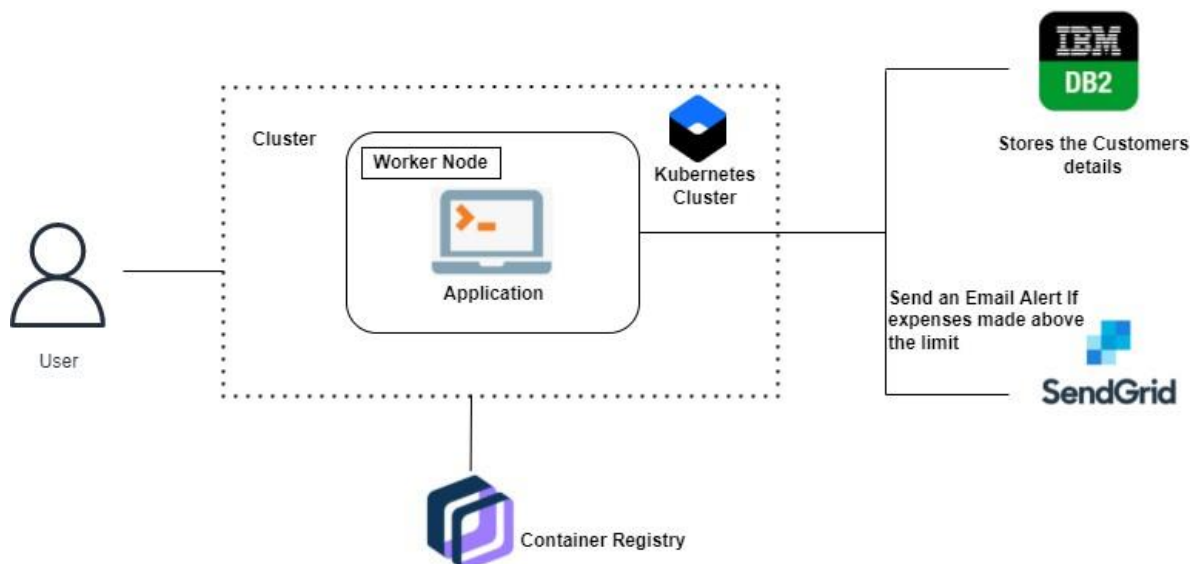 IBM
DB2
Stores the Customers
details
Cluster
Worker Node
Kubernetes
Cluster
Application
User
Send an Email Alert If
expenses made above
the limit
SendGrid
Container Registry